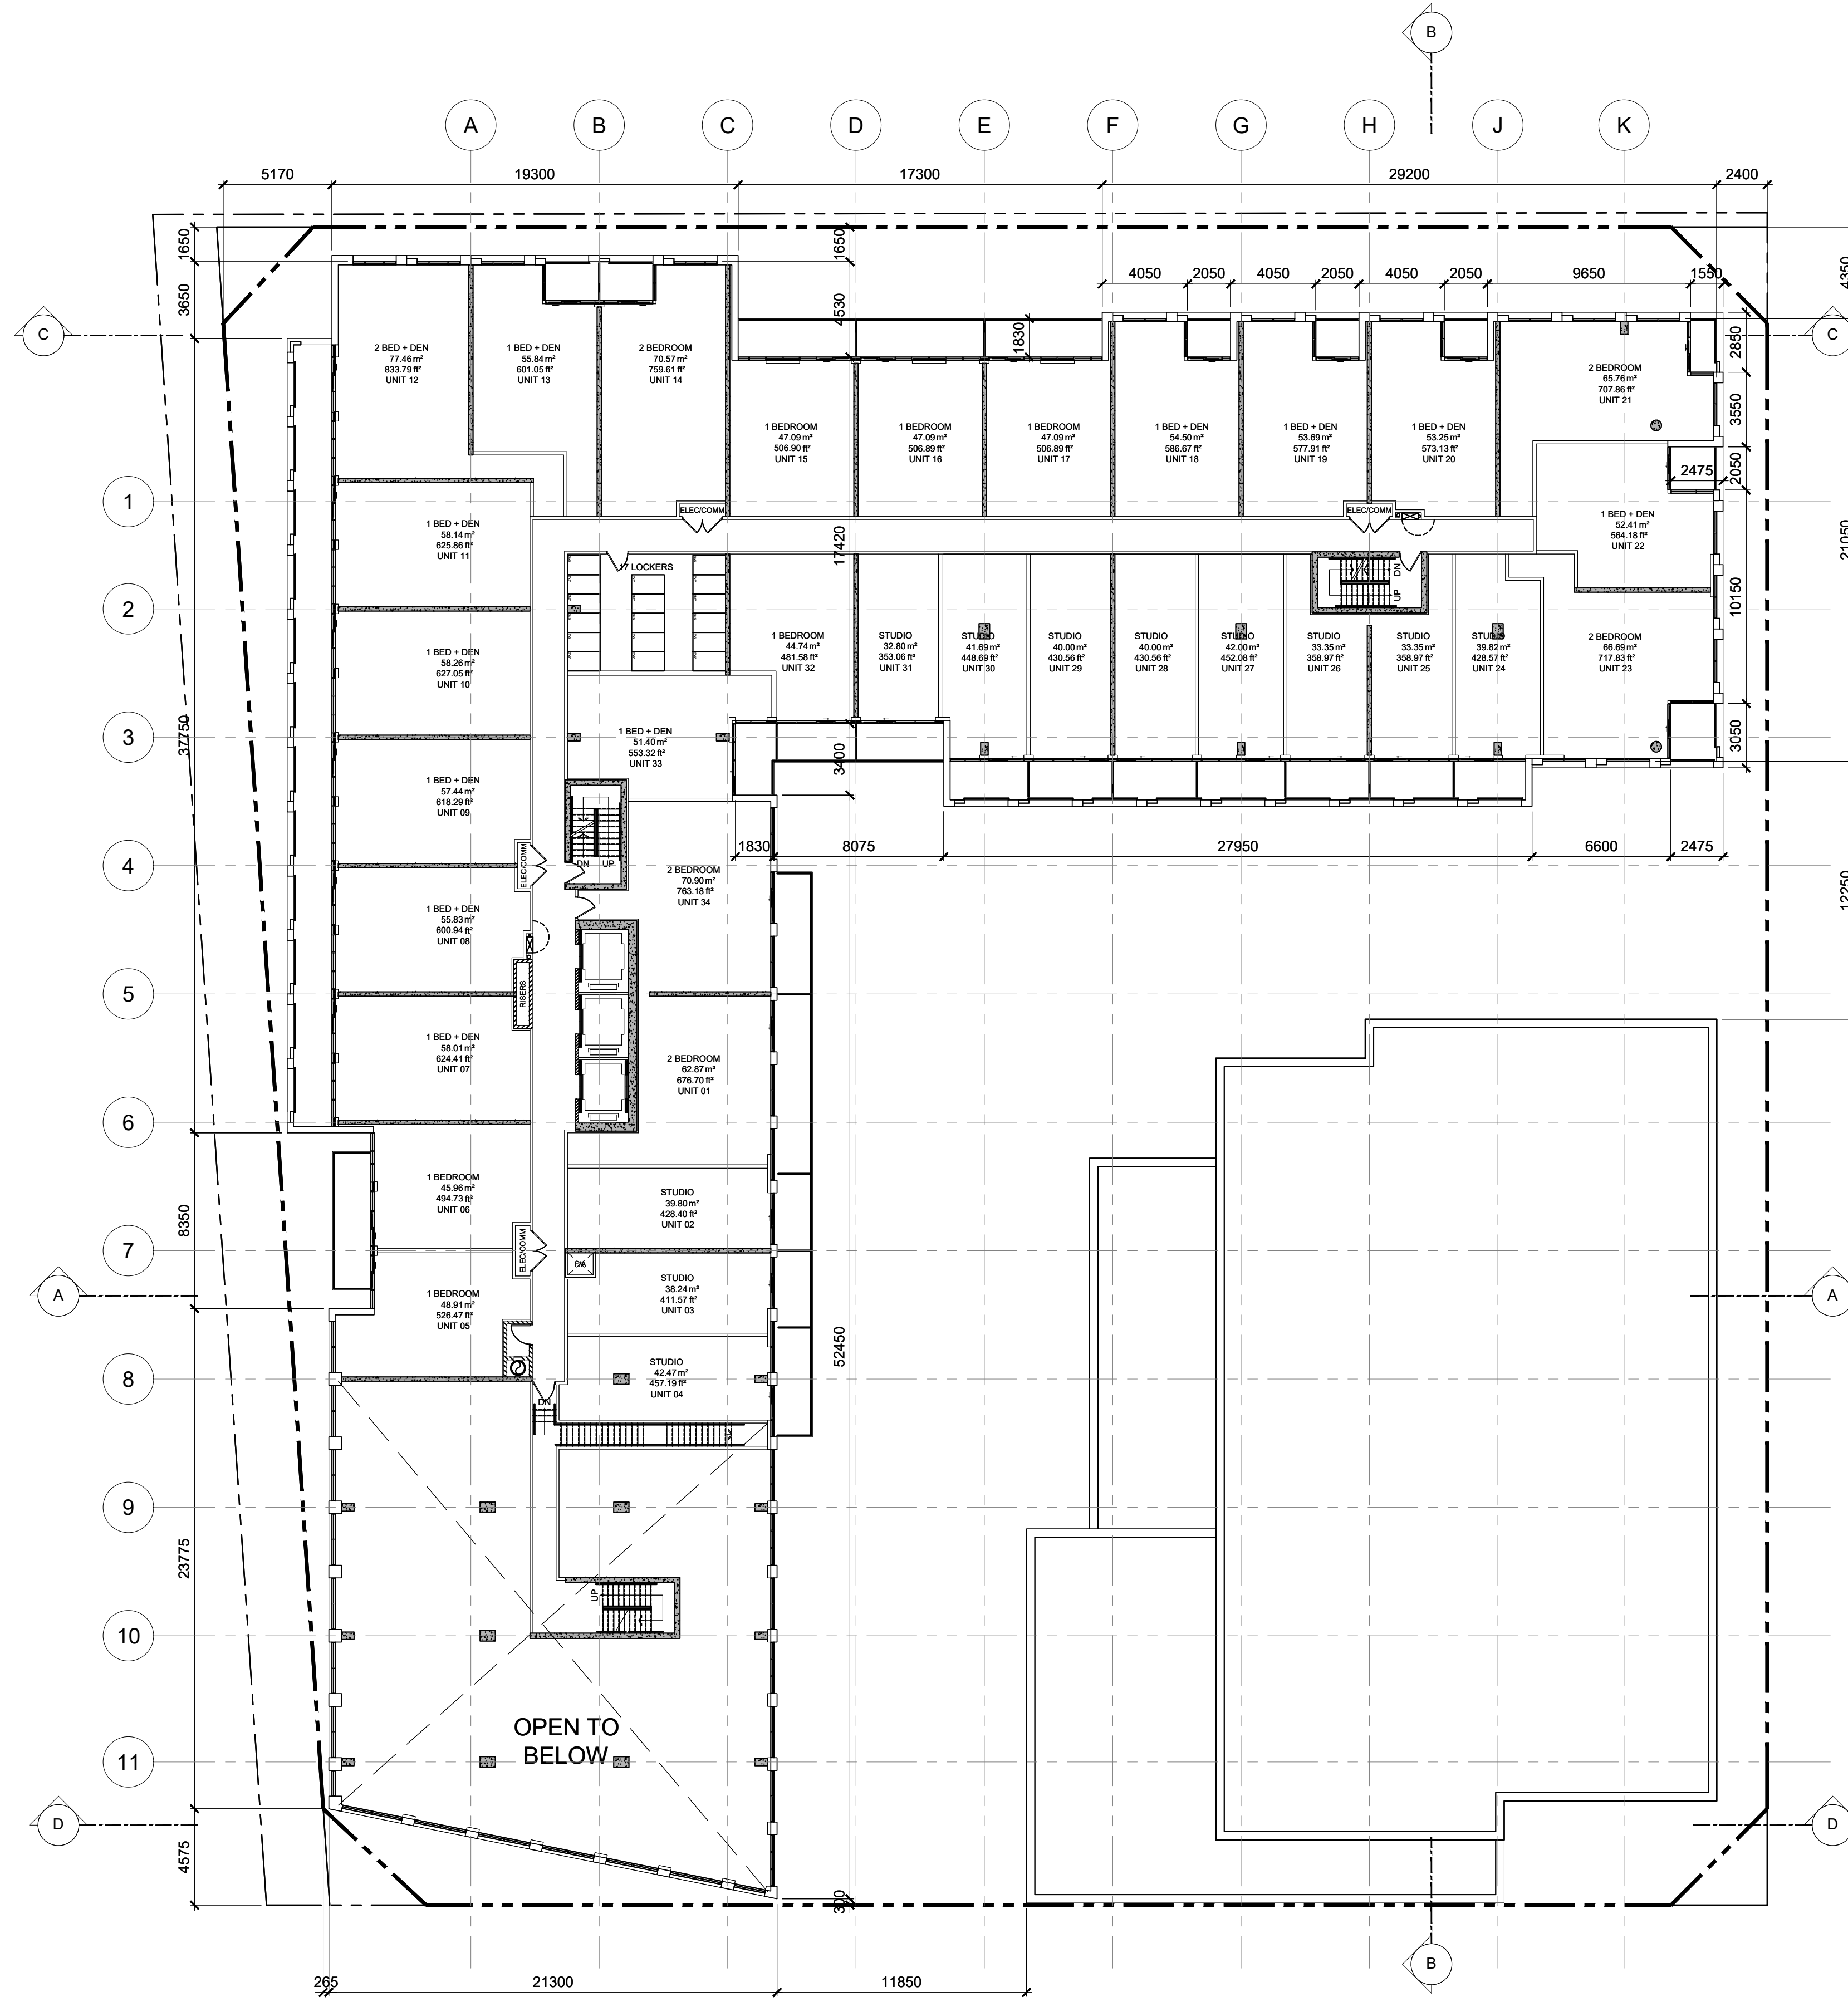 B
A
B
C
D
E
F
G
H
J
K
5170
19300
17300
29200
2400
1650
3650
1650
4530
1830
4050
2050
4050
2050
4050
2050
9650
1550
4350
C
C
2850
3550
2050
2475
10150
3050
21050
12250
2 BED + DEN
77.46 m²
833.79 ft²
UNIT 12
1 BED + DEN
55.84 m²
601.05 ft²
UNIT 13
2 BEDROOM
70.57 m²
759.61 ft²
UNIT 14
1 BEDROOM
47.09 m²
506.90 ft²
UNIT 15
1 BEDROOM
47.09 m²
506.89 ft²
UNIT 16
1 BEDROOM
47.09 m²
506.89 ft²
UNIT 17
1 BED + DEN
54.50 m²
586.67 ft²
UNIT 18
1 BED + DEN
53.69 m²
577.91 ft²
UNIT 19
1 BED + DEN
53.25 m²
573.13 ft²
UNIT 20
2 BEDROOM
65.76 m²
707.86 ft²
UNIT 21
1
ELEC/COMM
ELEC/COMM
1 BED + DEN
58.14 m²
625.86 ft²
UNIT 11
1 BED + DEN
52.41 m²
564.18 ft²
UNIT 22
17420
17 LOCKERS
DN
UP
2
1 BED + DEN
58.26 m²
627.05 ft²
UNIT 10
1 BEDROOM
44.74 m²
481.58 ft²
UNIT 32
STUDIO
32.80 m²
353.06 ft²
UNIT 31
STUDIO
41.69 m²
448.69 ft²
UNIT 30
STUDIO
40.00 m²
430.56 ft²
UNIT 29
STUDIO
40.00 m²
430.56 ft²
UNIT 28
STUDIO
42.00 m²
452.08 ft²
UNIT 27
STUDIO
33.35 m²
358.97 ft²
UNIT 26
STUDIO
33.35 m²
358.97 ft²
UNIT 25
STUDIO
39.82 m²
428.57 ft²
UNIT 24
2 BEDROOM
66.69 m²
717.83 ft²
UNIT 23
37750
3
1 BED + DEN
51.40 m²
553.32 ft²
UNIT 33
3400
1 BED + DEN
57.44 m²
618.29 ft²
UNIT 09
1830
8075
27950
6600
2475
4
ELEC/COMM
DN
UP
2 BEDROOM
70.90 m²
763.18 ft²
UNIT 34
1 BED + DEN
55.83 m²
600.94 ft²
UNIT 08
5
RISERS
1 BED + DEN
58.01 m²
624.41 ft²
UNIT 07
2 BEDROOM
62.87 m²
676.70 ft²
UNIT 01
6
8350
1 BEDROOM
45.96 m²
494.73 ft²
UNIT 06
STUDIO
39.80 m²
428.40 ft²
UNIT 02
7
ELEC/COMM
A
A
1 BEDROOM
48.91 m²
526.47 ft²
UNIT 05
STUDIO
38.24 m²
411.57 ft²
UNIT 03
52450
8
STUDIO
42.47 m²
457.19 ft²
UNIT 04
DN
9
23775
UP
10
OPEN TO
BELOW
11
D
D
4575
300
B
265
21300
11850